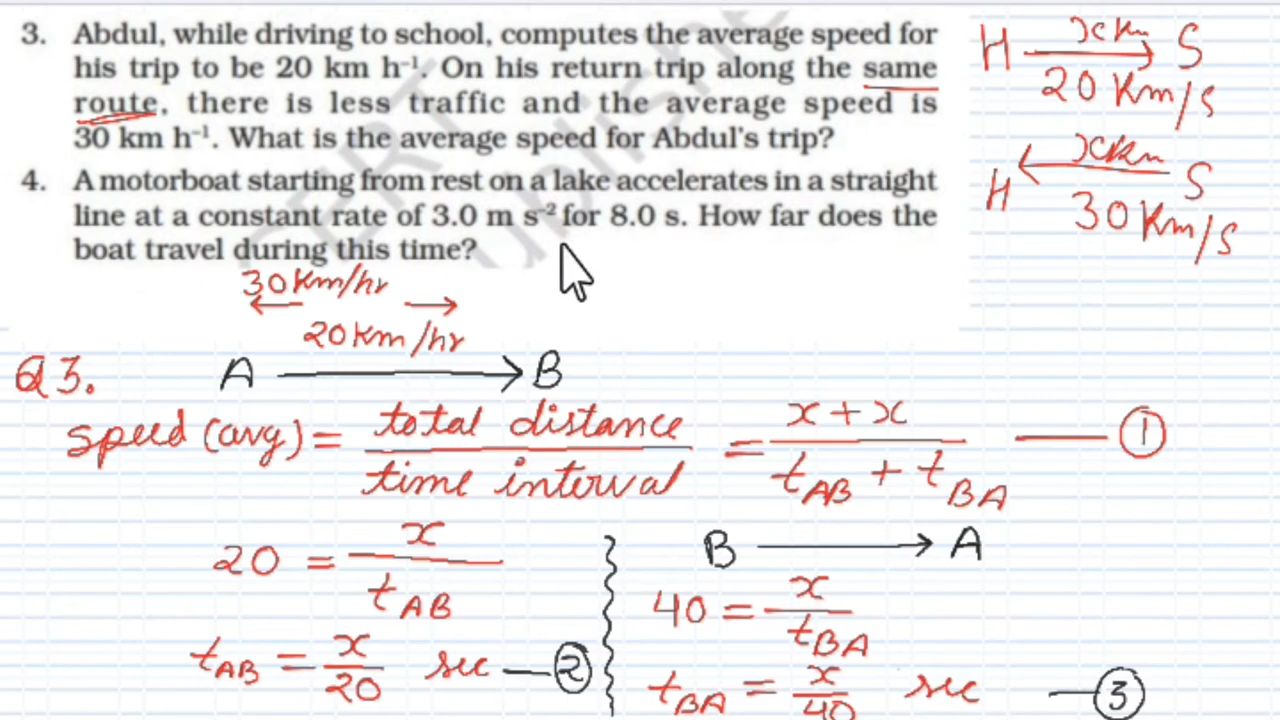 3. Abdul, while driving to school, computes the average speed for
his trip to be 20 km h⁻¹. On his return trip along the same
route, there is less traffic and the average speed is
30 km h⁻¹. What is the average speed for Abdul's trip?
4. A motorboat starting from rest on a lake accelerates in a straight
line at a constant rate of 3.0 m s⁻² for 8.0 s. How far does the
boat travel during this time?
H x km S
20 Km/s
H x km S
30 Km/s
30 Km/hr
20 Km/hr
Q3. A → B
speed (avg) = total distance / time interval = x + x / t_AB + t_BA — ①
20 = x / t_AB
t_AB = x / 20 sec — ②
B → A
40 = x / t_BA
t_BA = x / 40 sec — ③